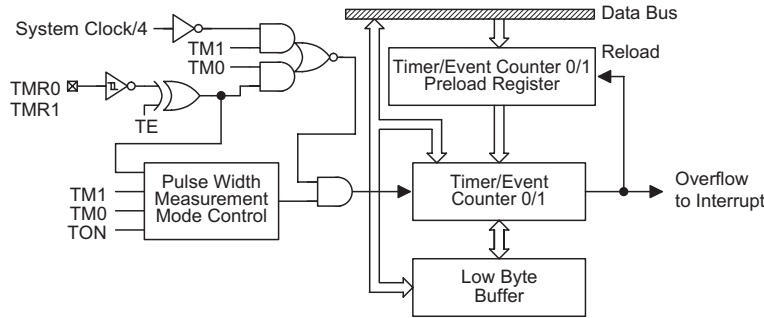 Data Bus
System Clock/4
TM1
TM0
Timer/Event Counter 0/1
Preload Register
Reload
TMR0
TMR1
TE
Pulse Width
Measurement
Mode Control
TM1
TM0
TON
Timer/Event
Counter 0/1
Overflow
to Interrupt
Low Byte
Buffer